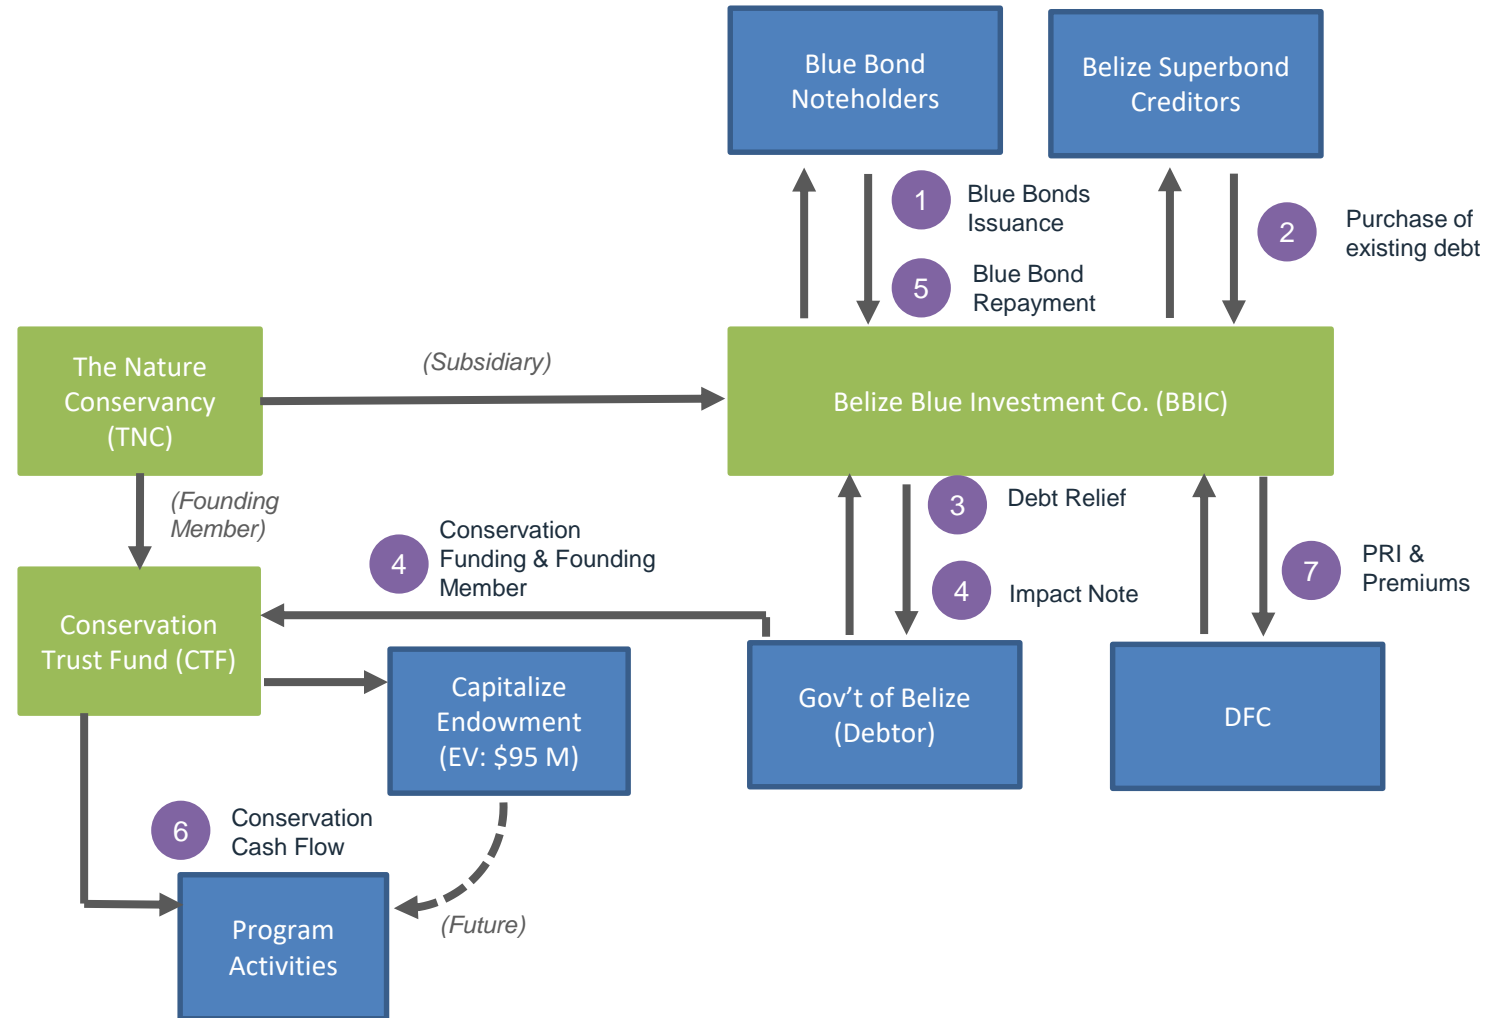 Blue Bond
Noteholders
Belize Superbond
Creditors
1
Blue Bonds
Issuance
2
Purchase of
existing debt
5
Blue Bond
Repayment
The Nature
Conservancy
(TNC)
(Subsidiary)
Belize Blue Investment Co. (BBIC)
(Founding
Member)
3
Debt Relief
4
Conservation
Funding & Founding
Member
4
Impact Note
7
PRI &
Premiums
Conservation
Trust Fund (CTF)
Capitalize
Endowment
(EV: $95 M)
Gov't of Belize
(Debtor)
DFC
6
Conservation
Cash Flow
(Future)
Program
Activities